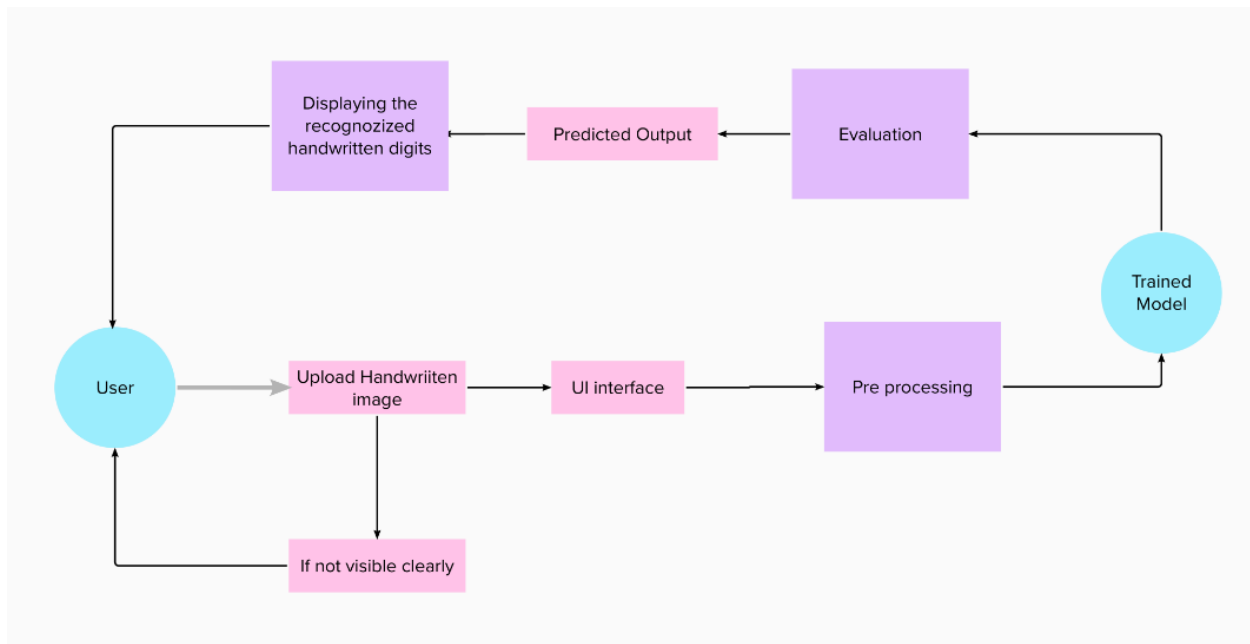 Displaying the
recognozized
handwritten digits
Predicted Output
Evaluation
Trained
Model
User
Upload Handwriiten
image
UI interface
Pre processing
If not visible clearly